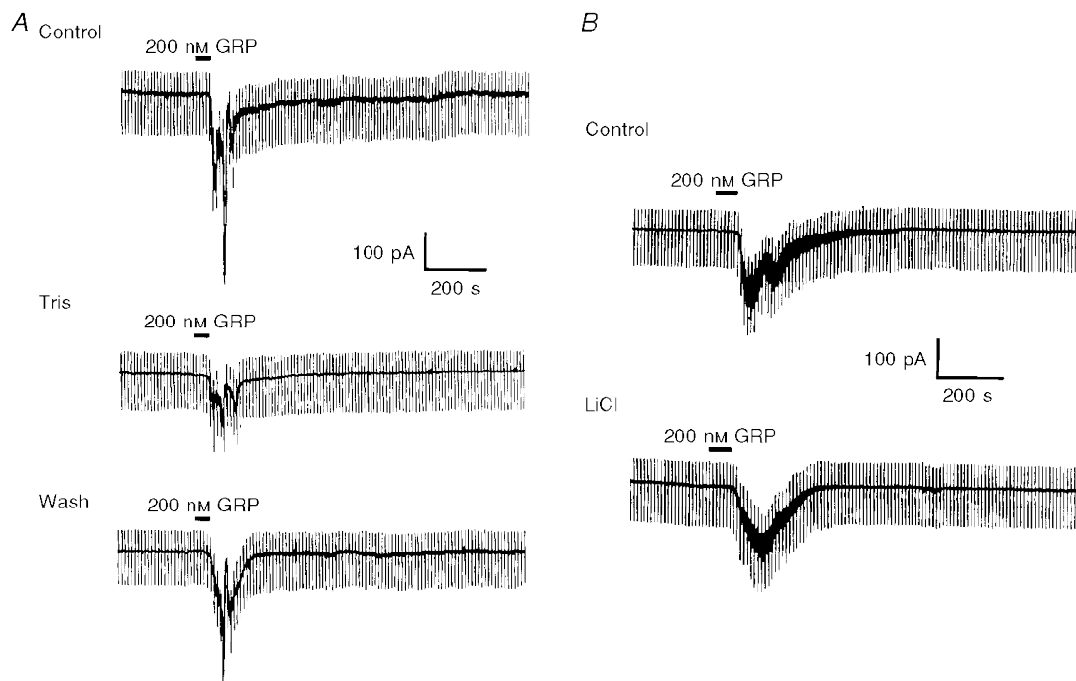 A
Control
200 nM GRP
100 pA
200 s
Tris
200 nM GRP
Wash
200 nM GRP
B
Control
200 nM GRP
100 pA
200 s
LiCl
200 nM GRP